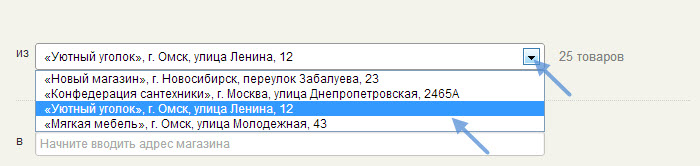 из «Уютный уголок», г. Омск, улица Ленина, 12 25 товаров
«Новый магазин», г. Новосибирск, переулок Забалуева, 23
«Конфедерация сантехники», г. Москва, улица Днепропетровская, 2465А
«Уютный уголок», г. Омск, улица Ленина, 12
«Мягкая мебель», г. Омск, улица Молодежная, 43
в Начните вводить адрес магазина